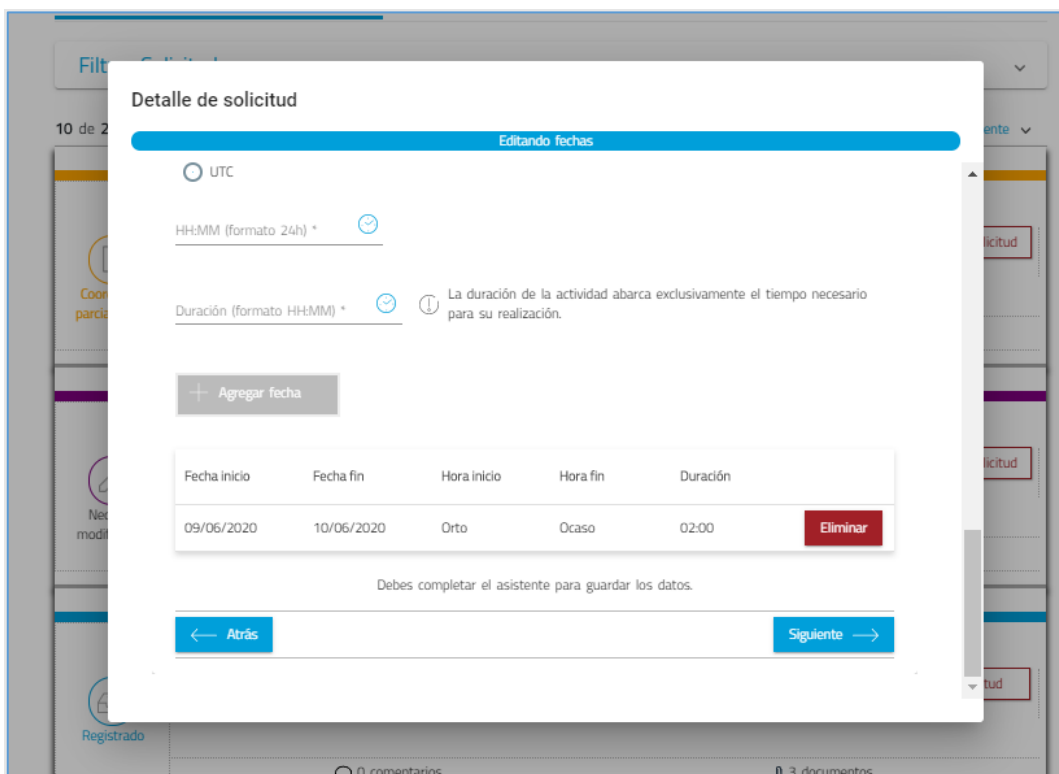 Detalle de solicitud
10 de 2
Editando fechas
UTC
HH:MM (formato 24h) *
Duración (formato HH:MM) *
La duración de la actividad abarca exclusivamente el tiempo necesario
para su realización.
Agregar fecha
Fecha inicio Fecha fin Hora inicio Hora fin Duración
09/06/2020 10/06/2020 Orto Ocaso 02:00 Eliminar
Debes completar el asistente para guardar los datos.
Atrás Siguiente
Registrado
0 comentarios 3 documentos